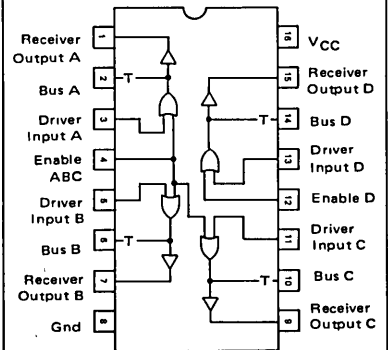 Receiver
Output A
1
Bus A
2
T
Driver
Input A
3
Enable
ABC
4
Driver
Input B
5
Bus B
6
T
Receiver
Output B
7
Gnd
8
16
VCC
15
Receiver
Output D
T
14
Bus D
13
Driver
Input D
12
Enable D
11
Driver
Input C
T
10
Bus C
9
Receiver
Output C